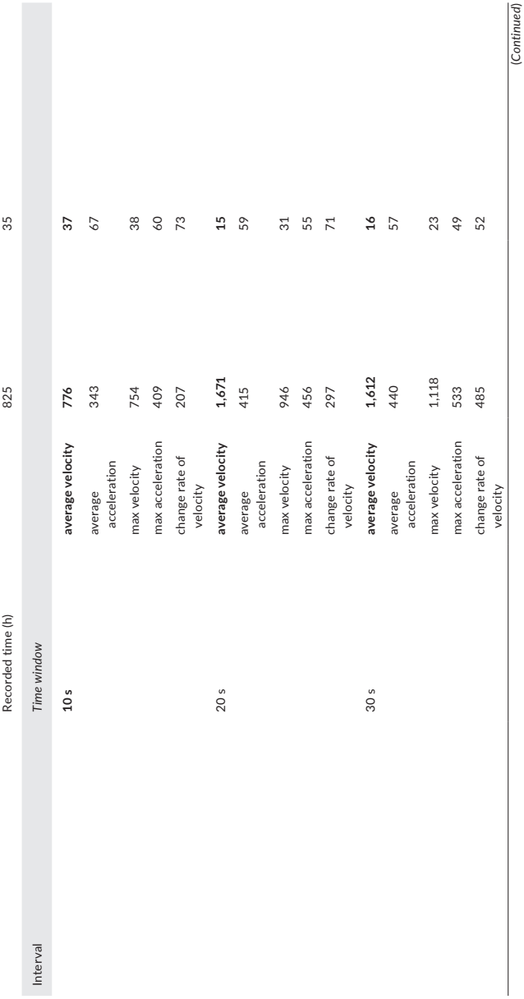 Recorded time (h) 825 35
Interval Time window
10 s average velocity 776 37
average acceleration 343 67
max velocity 754 38
max acceleration 409 60
change rate of velocity 207 73
20 s average velocity 1,671 15
average acceleration 415 59
max velocity 946 31
max acceleration 456 55
change rate of velocity 297 71
30 s average velocity 1,612 16
average acceleration 440 57
max velocity 1,118 23
max acceleration 533 49
change rate of velocity 485 52
(Continued)